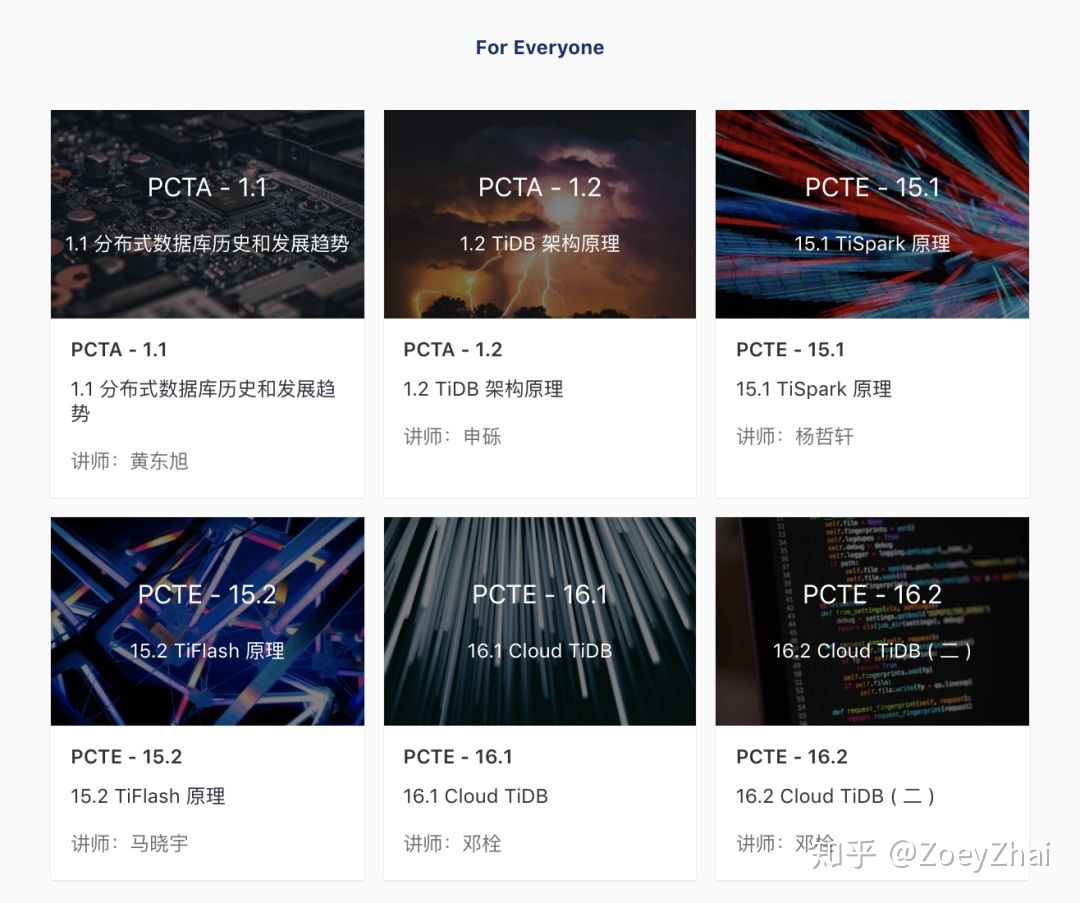 For Everyone
PCTA - 1.1
1.1 分布式数据库历史和发展趋势
PCTA - 1.2
1.2 TiDB 架构原理
PCTE - 15.1
15.1 TiSpark 原理
PCTA - 1.1
1.1 分布式数据库历史和发展趋
势
讲师：黄东旭
PCTA - 1.2
1.2 TiDB 架构原理
讲师：申砾
PCTE - 15.1
15.1 TiSpark 原理
讲师：杨哲轩
PCTE - 15.2
15.2 TiFlash 原理
PCTE - 16.1
16.1 Cloud TiDB
PCTE - 16.2
16.2 Cloud TiDB ( 二 )
PCTE - 15.2
15.2 TiFlash 原理
讲师：马晓宇
PCTE - 16.1
16.1 Cloud TiDB
讲师：邓栓
PCTE - 16.2
16.2 Cloud TiDB ( 二 )
讲师：邓栓
知乎 @ZoeyZhai